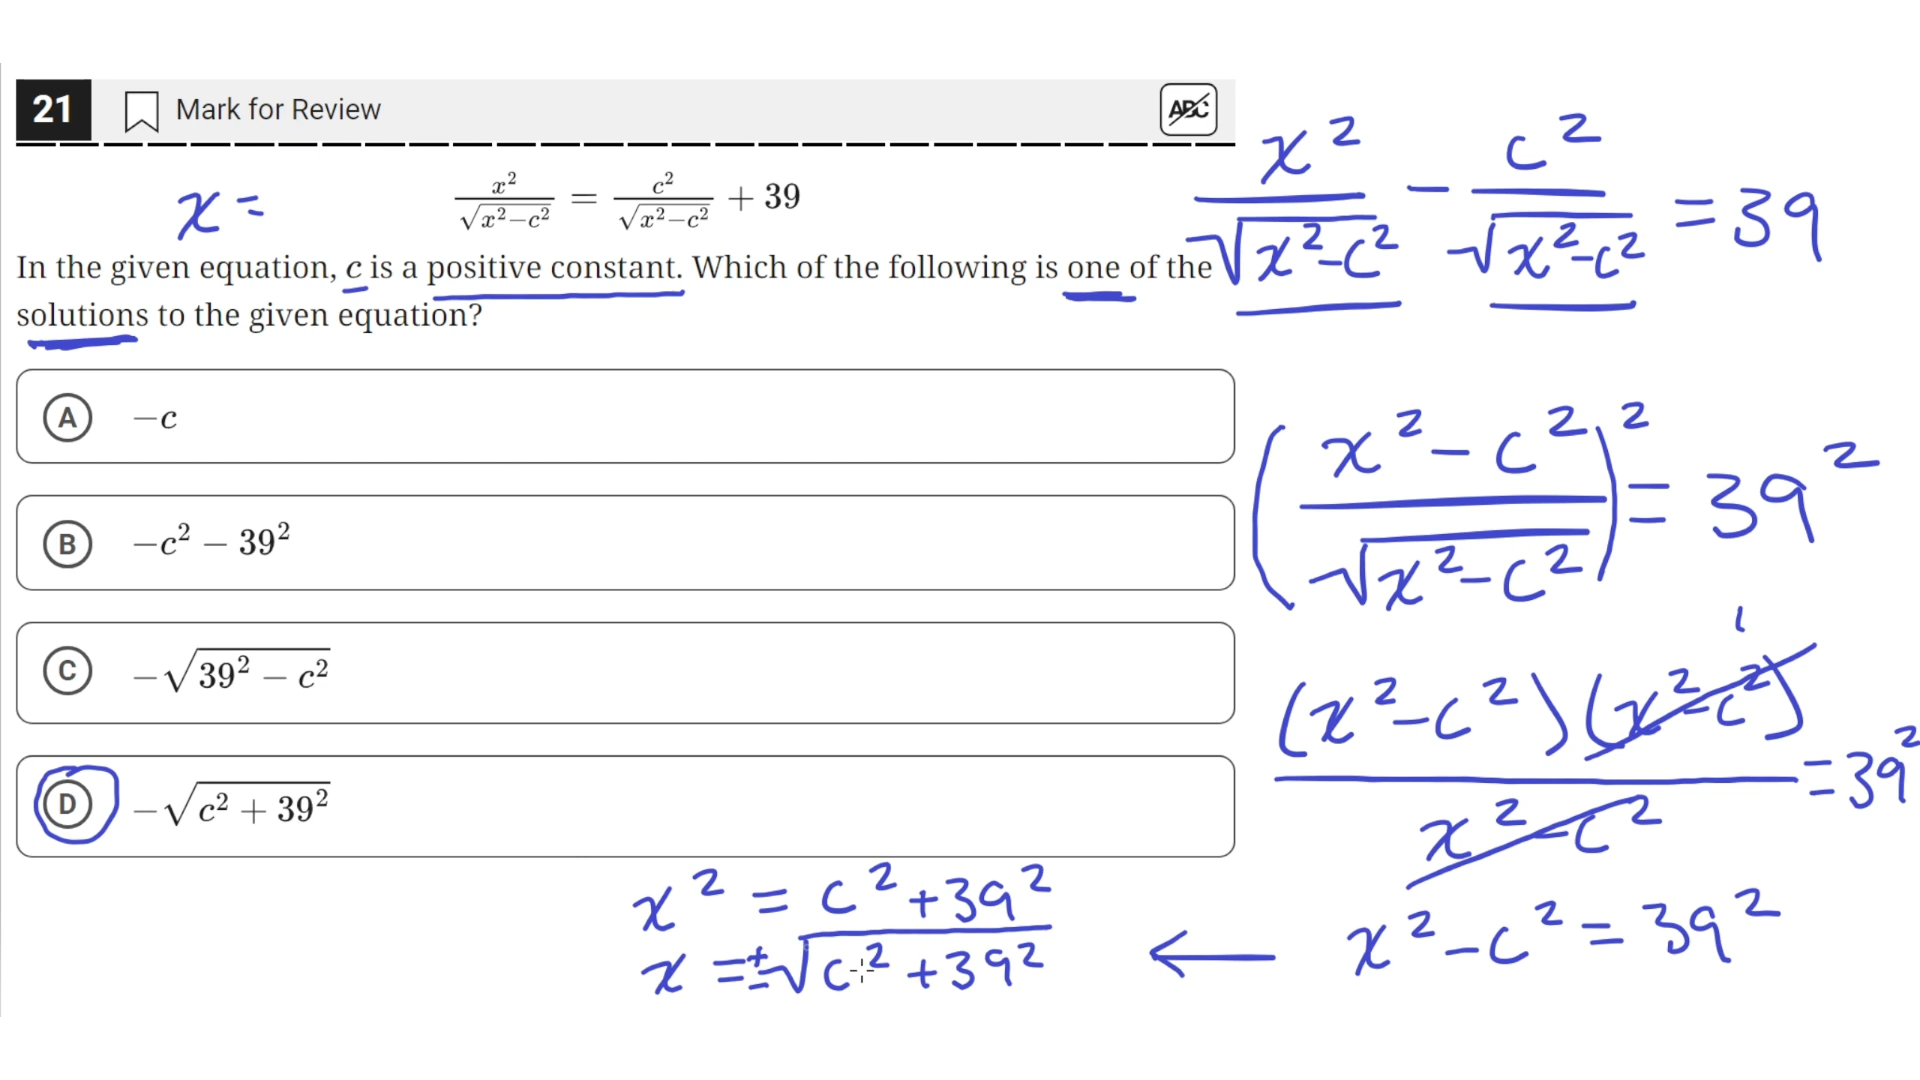 21 Mark for Review ABC
x =
x²/√(x²−c²) = c²/√(x²−c²) + 39
In the given equation, c is a positive constant. Which of the following is one of the
solutions to the given equation?
A −c
B −c² − 39²
C −√(39² − c²)
D −√(c² + 39²)
x²/√(x²−c²) − c²/√(x²−c²) = 39
((x² − c²)/√(x²−c²))² = 39²
1
(x²−c²)(x²−c²)/(x²−c²) = 39²
x² − c² = 39²
x² = c² + 39²
x = ±√(c² + 39²)